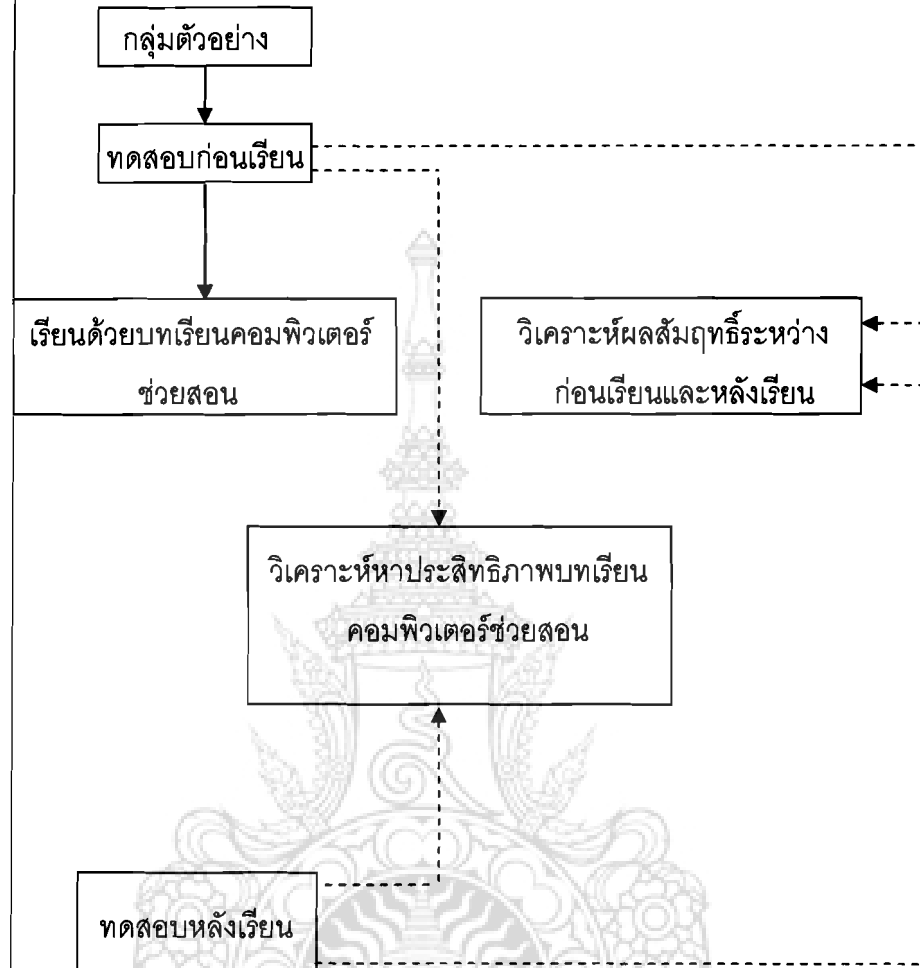 กลุ่มตัวอย่าง
ทดสอบก่อนเรียน
เรียนด้วยบทเรียนคอมพิวเตอร์
ช่วยสอน
วิเคราะห์ผลสัมฤทธิ์ระหว่าง
ก่อนเรียนและหลังเรียน
วิเคราะห์หาประสิทธิภาพบทเรียน
คอมพิวเตอร์ช่วยสอน
ทดสอบหลังเรียน